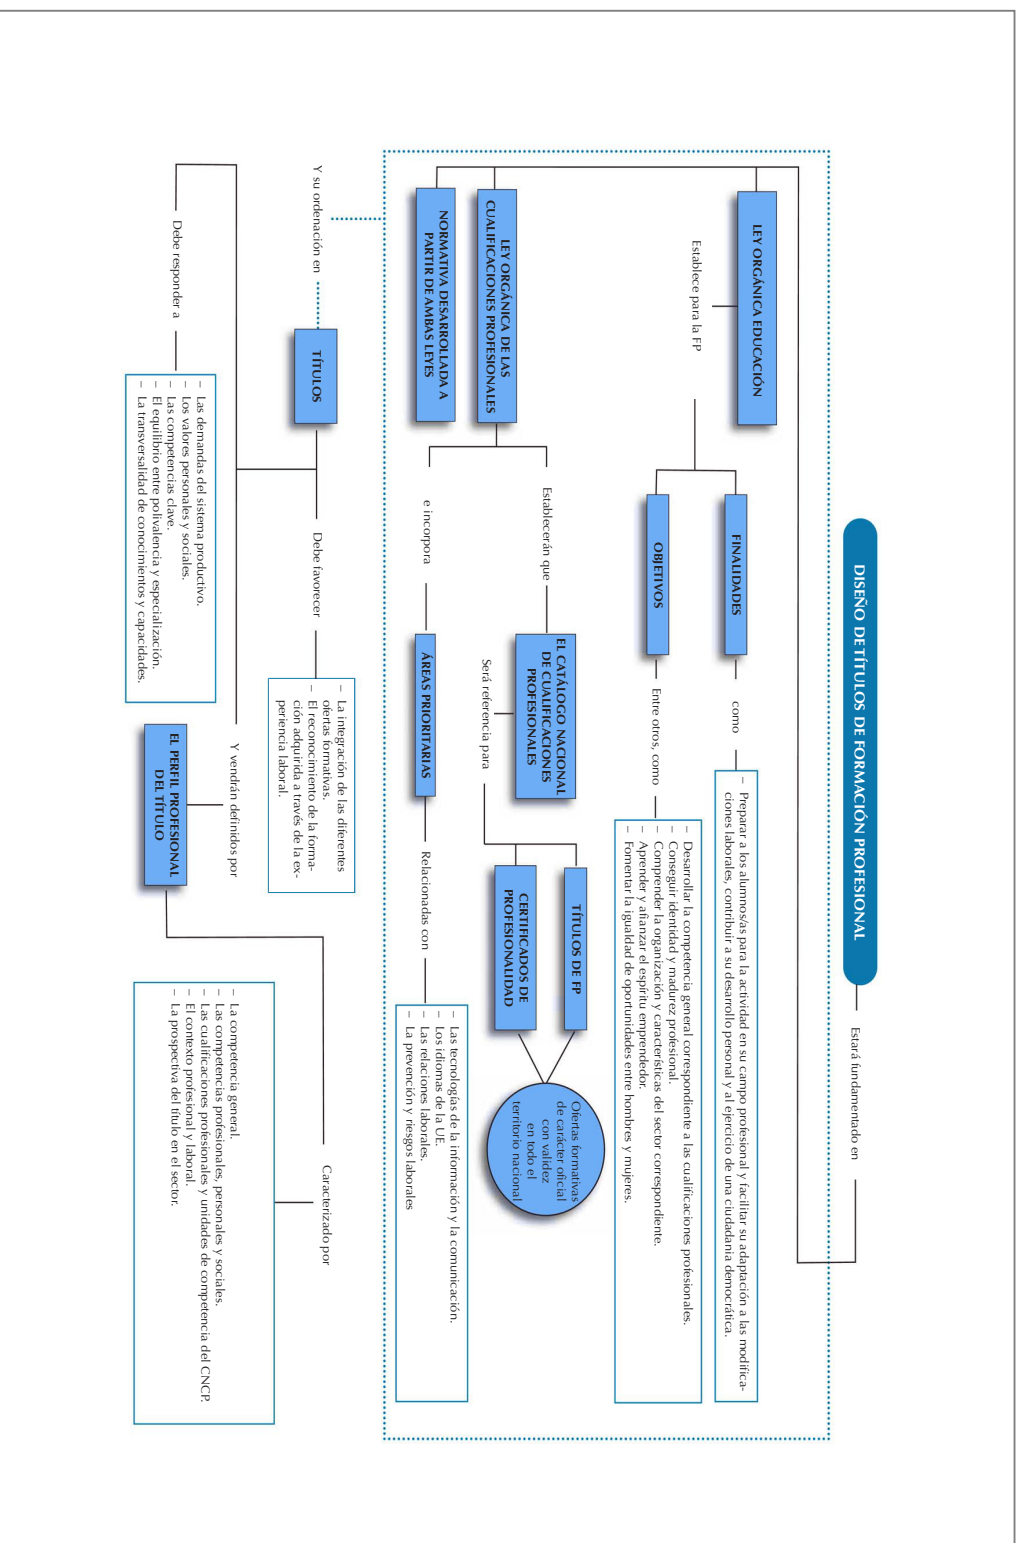 DISEÑO DE TÍTULOS DE FORMACIÓN PROFESIONAL
Estará fundamentado en
LEY ORGÁNICA EDUCACIÓN
Establece para la FP
FINALIDADES
como
– Preparar a los alumnos/as para la actividad en su campo profesional y facilitar su adaptación a las modifica-
ciones laborales, contribuir a su desarrollo personal y al ejercicio de una ciudadanía democrática.
OBJETIVOS
Entre otros, como
– Desarrollar la competencia general correspondiente a las cualificaciones profesionales.
– Conseguir identidad y madurez profesional.
– Comprender la organización y características del sector correspondiente.
– Aprender y afianzar el espíritu emprendedor.
– Fomentar la igualdad de oportunidades entre hombres y mujeres.
LEY ORGÁNICA DE LAS
CUALIFICACIONES PROFESIONALES
Establecerán que
EL CATÁLOGO NACIONAL
DE CUALIFICACIONES
PROFESIONALES
Será referencia para
TÍTULOS DE FP
CERTIFICADOS DE
PROFESIONALIDAD
Ofertas formativas
de carácter oficial
con validez
en todo el
territorio nacional
e incorpora
ÁREAS PRIORITARIAS
Relacionadas con
– Las tecnologías de la información y la comunicación.
– Los idiomas de la UE.
– Las relaciones laborales.
– La prevención y riesgos laborales
NORMATIVA DESARROLLADA A
PARTIR DE AMBAS LEYES
Y su ordenación en
TÍTULOS
Debe favorecer
– La integración de las diferentes
ofertas formativas.
– El reconocimiento de la forma-
ción adquirida a través de la ex-
periencia laboral.
Debe responder a
– Las demandas del sistema productivo.
– Los valores personales y sociales.
– Las competencias clave.
– El equilibrio entre polivalencia y especialización.
– La transversalidad de conocimientos y capacidades.
Y vendrán definidos por
EL PERFIL PROFESIONAL
DEL TÍTULO
Caracterizado por
– La competencia general.
– Las competencias profesionales, personales y sociales.
– Las cualificaciones profesionales y unidades de competencia del CNCP.
– El contexto profesional y laboral.
– La prospectiva del título en el sector.